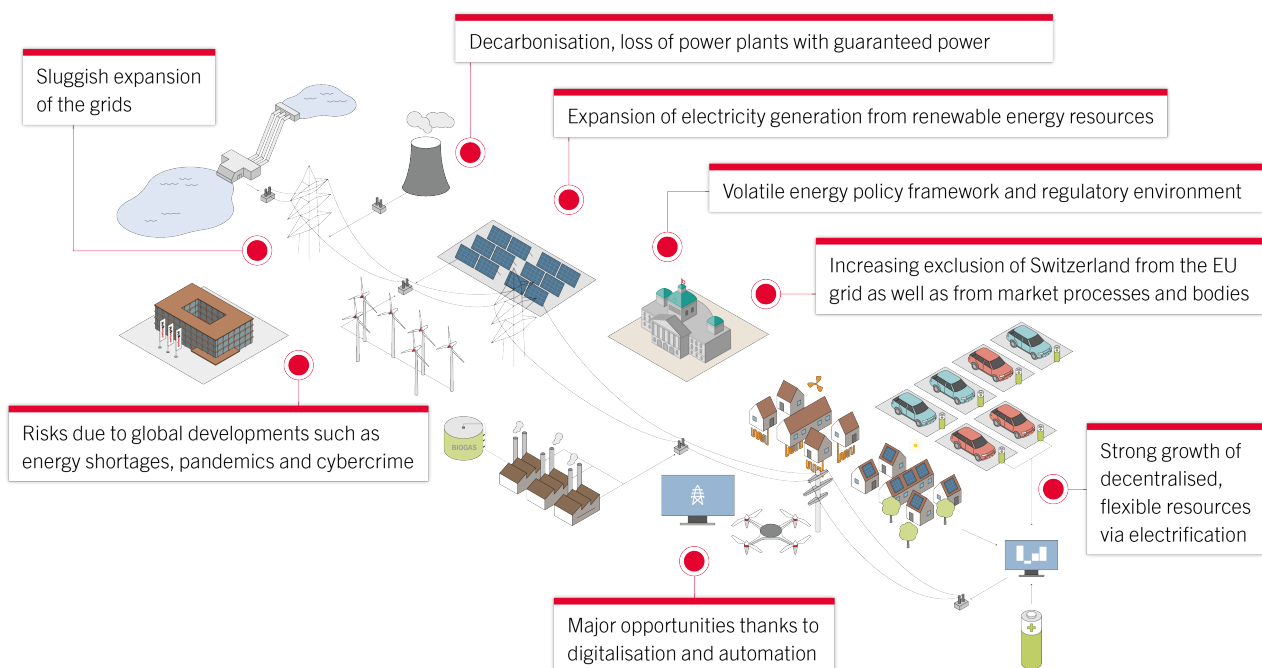 Decarbonisation, loss of power plants with guaranteed power
Sluggish expansion
of the grids
Expansion of electricity generation from renewable energy resources
Volatile energy policy framework and regulatory environment
Increasing exclusion of Switzerland from the EU
grid as well as from market processes and bodies
Risks due to global developments such as
energy shortages, pandemics and cybercrime
BIOGAS
Strong growth of
decentralised,
flexible resources
via electrification
Major opportunities thanks to
digitalisation and automation